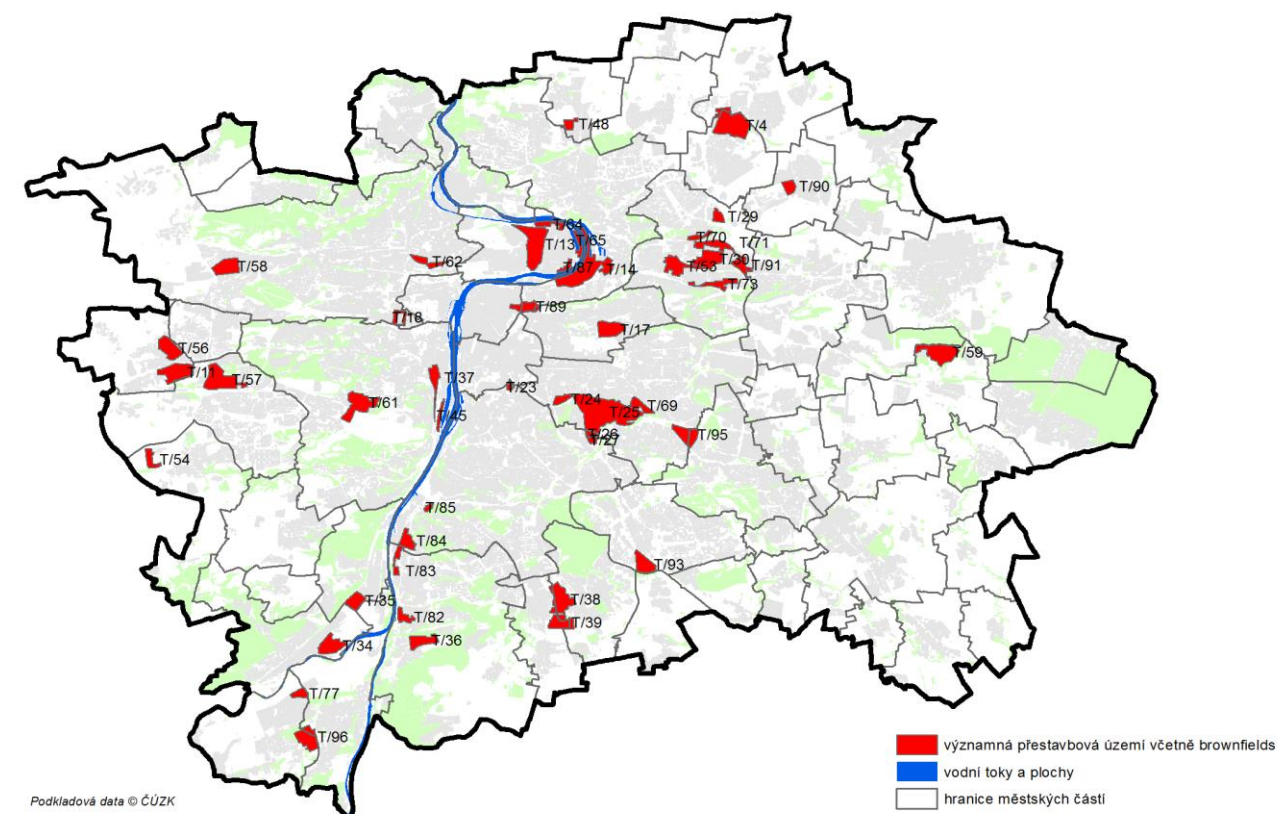 T/48
T/4
T/90
T/29
T/64
T/13
T/65
T/70
T/71
T/30
T/53
T/91
T/73
T/87
T/14
T/58
T/62
T/89
T/18
T/17
T/56
T/11
T/57
T/59
T/37
T/23
T/61
T/45
T/24
T/25
T/69
T/26
T/27
T/95
T/54
T/85
T/84
T/83
T/93
T/35
T/38
T/82
T/39
T/34
T/36
T/77
T/96
významná přestavbová území včetně brownfields
vodní toky a plochy
hranice městských částí
Podkladová data © ČÚZK